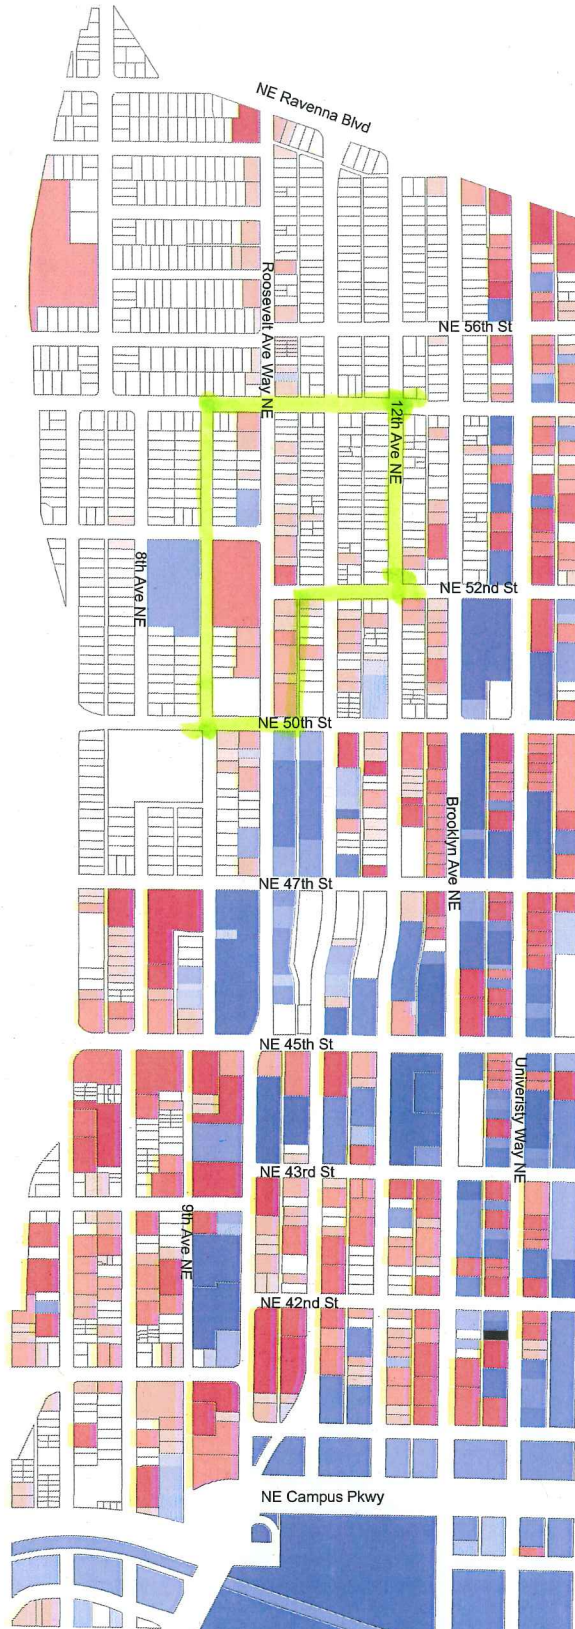 NE Ravenna Blvd
Roosevelt Ave Way NE
NE 56th St
12th Ave NE
8th Ave NE
NE 52nd St
NE 50th St
Brooklyn Ave NE
NE 47th St
NE 45th St
Univeristy Way NE
NE 43rd St
9th Ave NE
NE 42nd St
NE Campus Pkwy